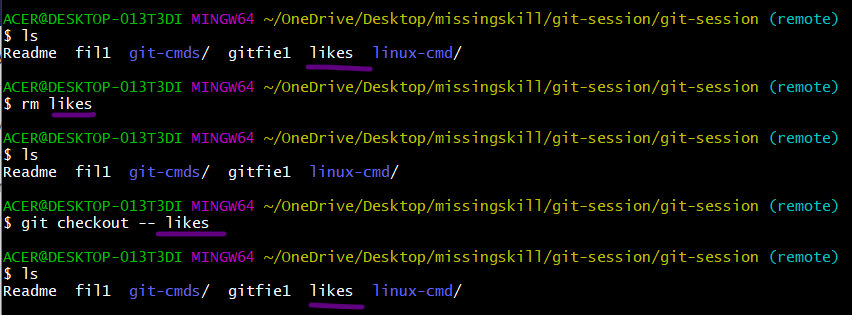 ACER@DESKTOP-013T3DI MINGW64 ~/OneDrive/Desktop/missingskill/git-session/git-session (remote)
$ ls
Readme  fil1  git-cmds/  gitfie1  likes  linux-cmd/
ACER@DESKTOP-013T3DI MINGW64 ~/OneDrive/Desktop/missingskill/git-session/git-session (remote)
$ rm likes
ACER@DESKTOP-013T3DI MINGW64 ~/OneDrive/Desktop/missingskill/git-session/git-session (remote)
$ ls
Readme  fil1  git-cmds/  gitfie1  linux-cmd/
ACER@DESKTOP-013T3DI MINGW64 ~/OneDrive/Desktop/missingskill/git-session/git-session (remote)
$ git checkout -- likes
ACER@DESKTOP-013T3DI MINGW64 ~/OneDrive/Desktop/missingskill/git-session/git-session (remote)
$ ls
Readme  fil1  git-cmds/  gitfie1  likes  linux-cmd/